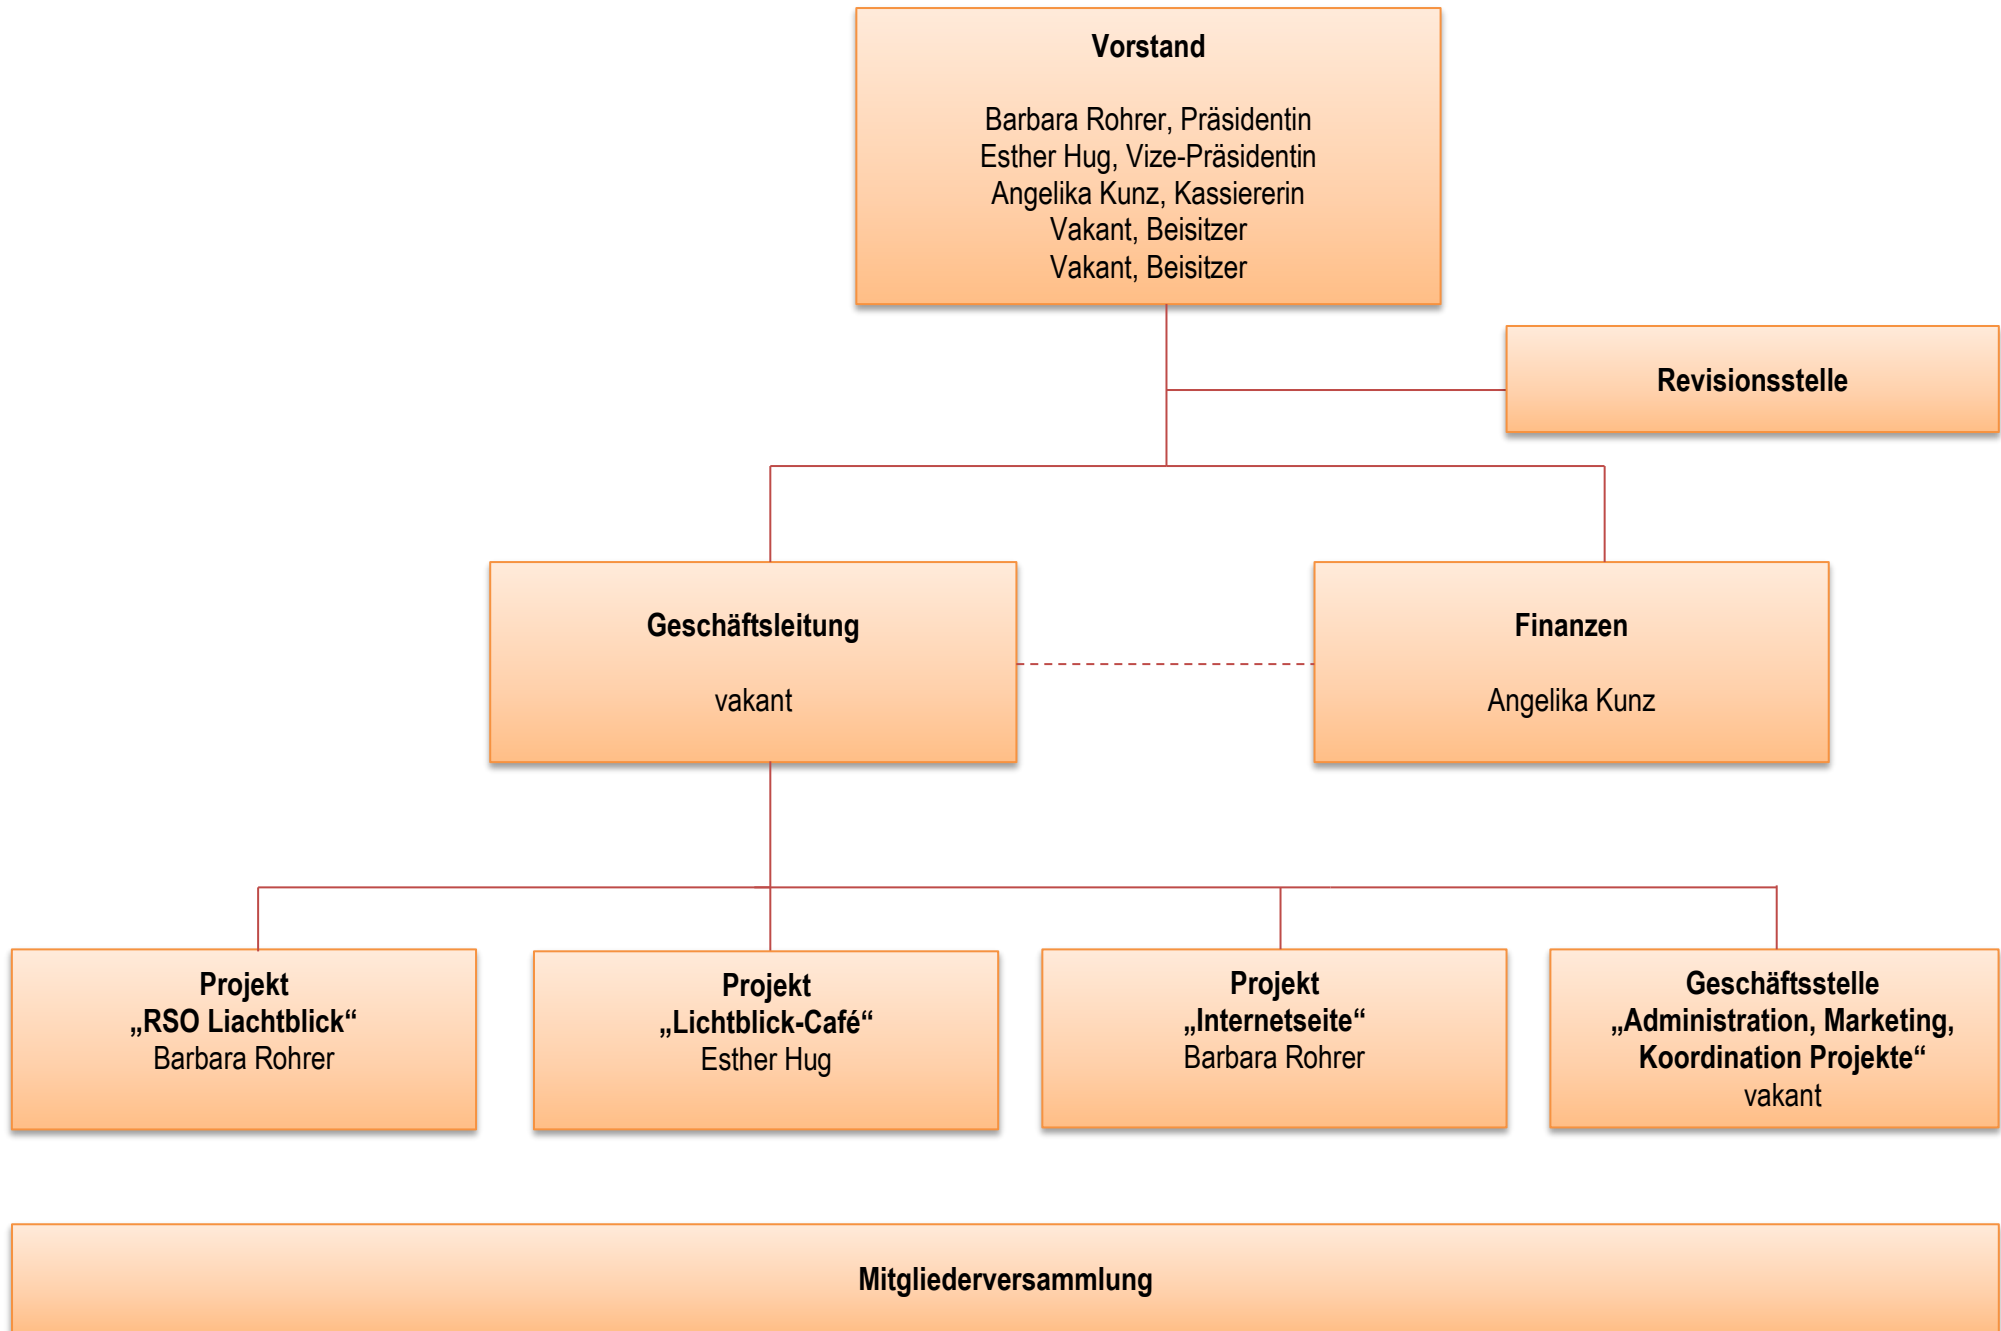 Vorstand
Barbara Rohrer, Präsidentin
Esther Hug, Vize-Präsidentin
Angelika Kunz, Kassiererin
Vakant, Beisitzer
Vakant, Beisitzer
Revisionsstelle
Geschäftsleitung
vakant
Finanzen
Angelika Kunz
Projekt
„RSO Liachtblick“
Barbara Rohrer
Projekt
„Lichtblick-Café“
Esther Hug
Projekt
„Internetseite“
Barbara Rohrer
Geschäftsstelle
„Administration, Marketing,
Koordination Projekte“
vakant
Mitgliederversammlung